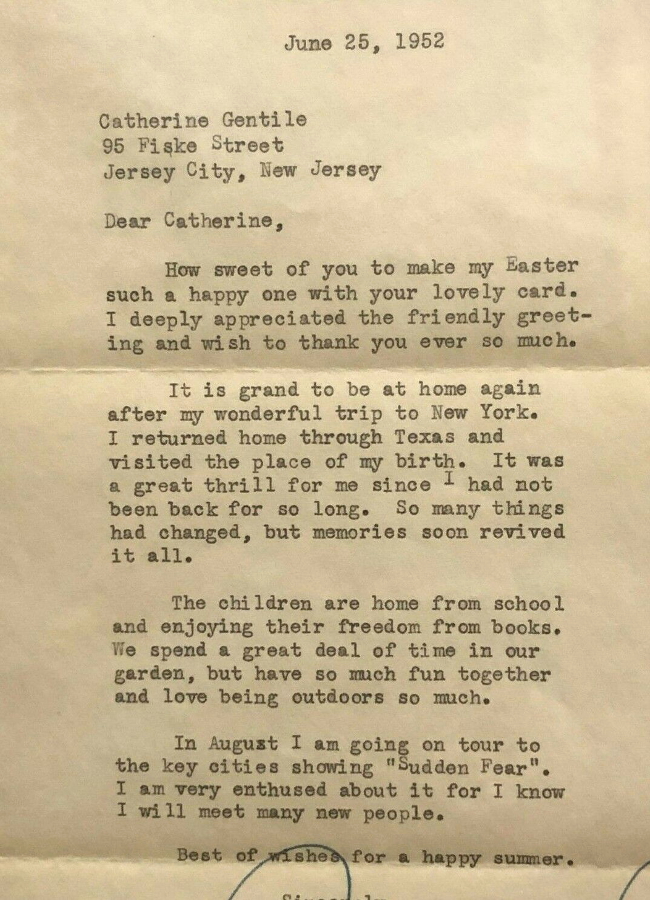 June 25, 1952
Catherine Gentile
95 Fiske Street
Jersey City, New Jersey
Dear Catherine,
How sweet of you to make my Easter
such a happy one with your lovely card.
I deeply appreciated the friendly greet-
ing and wish to thank you ever so much.
It is grand to be at home again
after my wonderful trip to New York.
I returned home through Texas and
visited the place of my birth. It was
a great thrill for me since I had not
been back for so long. So many things
had changed, but memories soon revived
it all.
The children are home from school
and enjoying their freedom from books.
We spend a great deal of time in our
garden, but have so much fun together
and love being outdoors so much.
In August I am going on tour to
the key cities showing "Sudden Fear".
I am very enthused about it for I know
I will meet many new people.
Best of wishes for a happy summer.